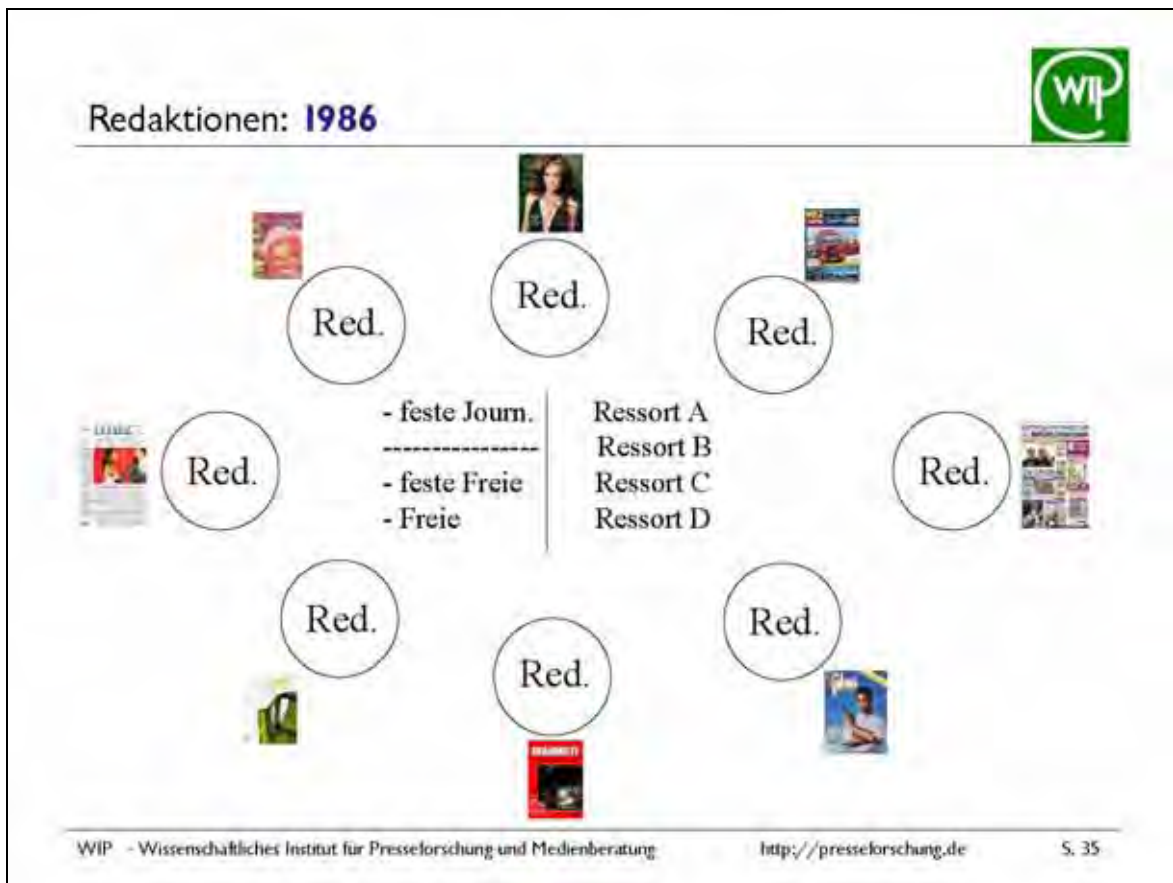 Redaktionen: 1986
WIP
Red.
Red.
Red.
- feste Journ.
---------------
- feste Freie
- Freie
Ressort A
Ressort B
Ressort C
Ressort D
Red.
Red.
Red.
Red.
Red.
WIP - Wissenschaftliches Institut für Presseforschung und Medienberatung
http://presseforschung.de
S. 35